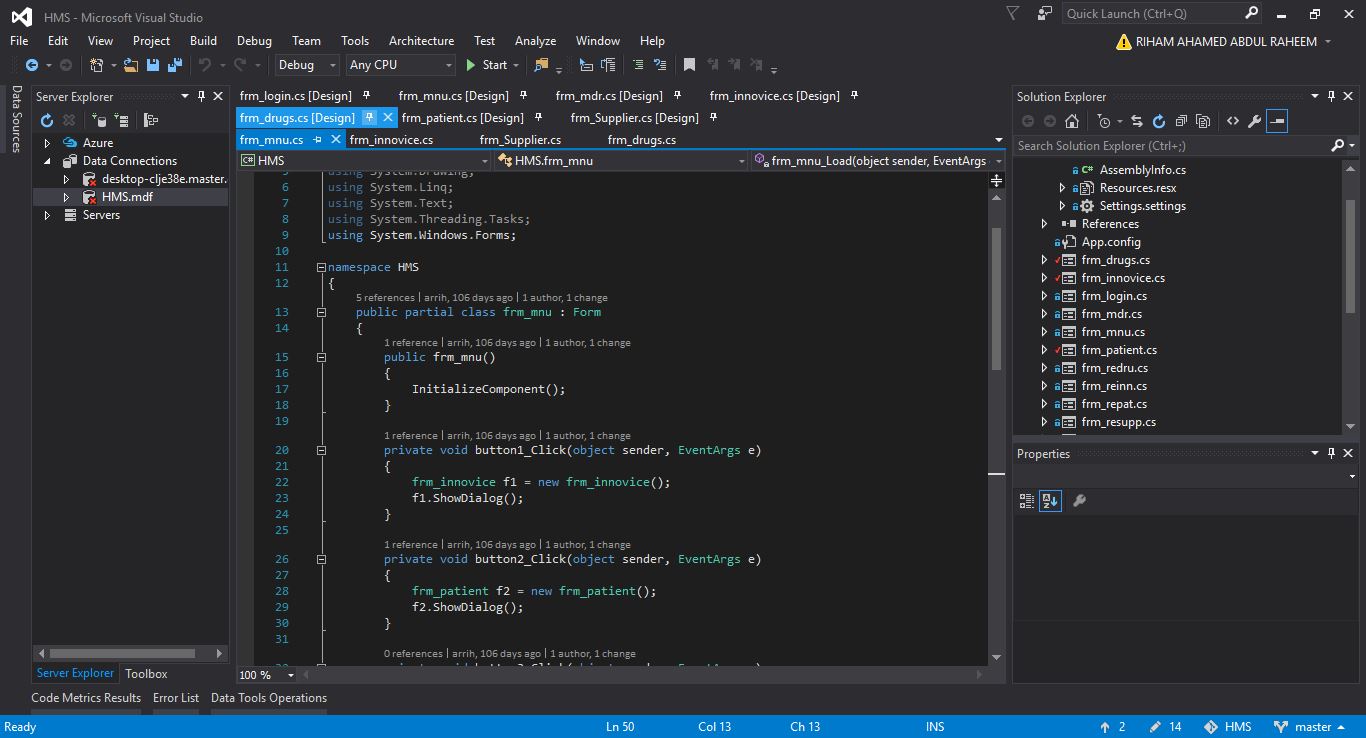 HMS - Microsoft Visual Studio
Quick Launch (Ctrl+Q)
File Edit View Project Build Debug Team Tools Architecture Test Analyze Window Help
RIHAM AHAMED ABDUL RAHEEM
Debug Any CPU Start
Data Sources
Server Explorer
Azure
Data Connections
desktop-clje38e.master.
HMS.mdf
Servers
Server Explorer Toolbox
frm_login.cs [Design] frm_mnu.cs [Design] frm_mdr.cs [Design] frm_innovice.cs [Design]
frm_drugs.cs [Design] frm_patient.cs [Design] frm_Supplier.cs [Design]
frm_mnu.cs frm_innovice.cs frm_Supplier.cs frm_drugs.cs
C# HMS HMS.frm_mnu frm_mnu_Load(object sender, EventArgs
5 using System.Drawing;
6 using System.Linq;
7 using System.Text;
8 using System.Threading.Tasks;
9 using System.Windows.Forms;
10
11 namespace HMS
12 {
5 references | arrih, 106 days ago | 1 author, 1 change
13 public partial class frm_mnu : Form
14 {
1 reference | arrih, 106 days ago | 1 author, 1 change
15 public frm_mnu()
16 {
17 InitializeComponent();
18 }
19
1 reference | arrih, 106 days ago | 1 author, 1 change
20 private void button1_Click(object sender, EventArgs e)
21 {
22 frm_innovice f1 = new frm_innovice();
23 f1.ShowDialog();
24 }
25
1 reference | arrih, 106 days ago | 1 author, 1 change
26 private void button2_Click(object sender, EventArgs e)
27 {
28 frm_patient f2 = new frm_patient();
29 f2.ShowDialog();
30 }
31
0 references | arrih, 106 days ago | 1 author, 1 change
32 private void button3_Click(object sender, EventArgs e)
100 %
Solution Explorer
Search Solution Explorer (Ctrl+;)
C# AssemblyInfo.cs
Resources.resx
Settings.settings
References
App.config
frm_drugs.cs
frm_innovice.cs
frm_login.cs
frm_mdr.cs
frm_mnu.cs
frm_patient.cs
frm_redru.cs
frm_reinn.cs
frm_repat.cs
frm_resupp.cs
Properties
Code Metrics Results Error List Data Tools Operations
Ready Ln 50 Col 13 Ch 13 INS 2 14 HMS master